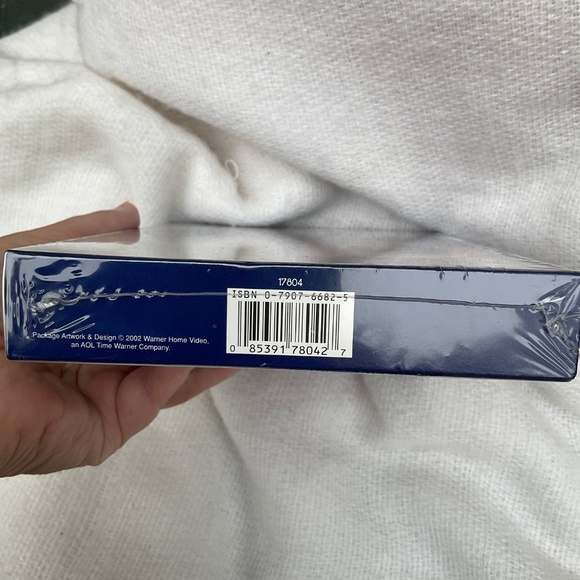 17804
ISBN 0-7907-6682-5
Package Artwork & Design © 2002 Warner Home Video,
an AOL Time Warner Company.
0 85391 78042 7